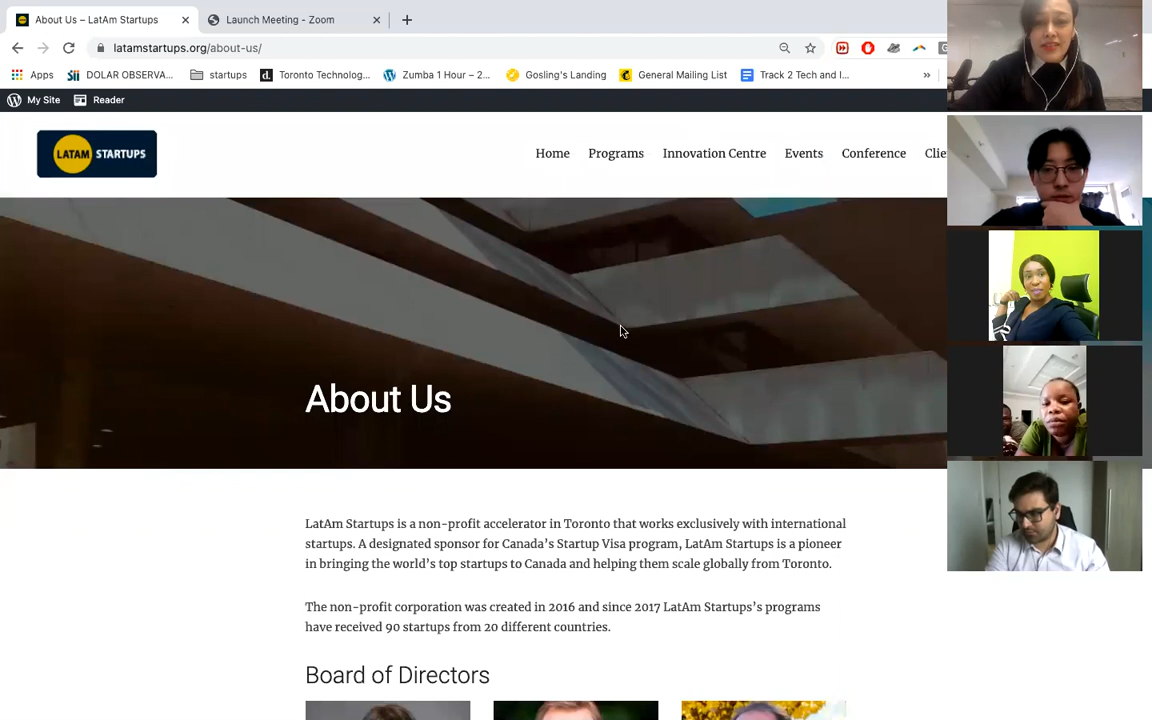 About Us – LatAm Startups
Launch Meeting - Zoom
latamstartups.org/about-us/
Apps
DOLAR OBSERVA...
startups
Toronto Technolog...
Zumba 1 Hour – 2...
Gosling's Landing
General Mailing List
Track 2 Tech and I...
My Site
Reader
LATAM STARTUPS
Home
Programs
Innovation Centre
Events
Conference
About Us
LatAm Startups is a non-profit accelerator in Toronto that works exclusively with international
startups. A designated sponsor for Canada's Startup Visa program, LatAm Startups is a pioneer
in bringing the world's top startups to Canada and helping them scale globally from Toronto.
The non-profit corporation was created in 2016 and since 2017 LatAm Startups's programs
have received 90 startups from 20 different countries.
Board of Directors